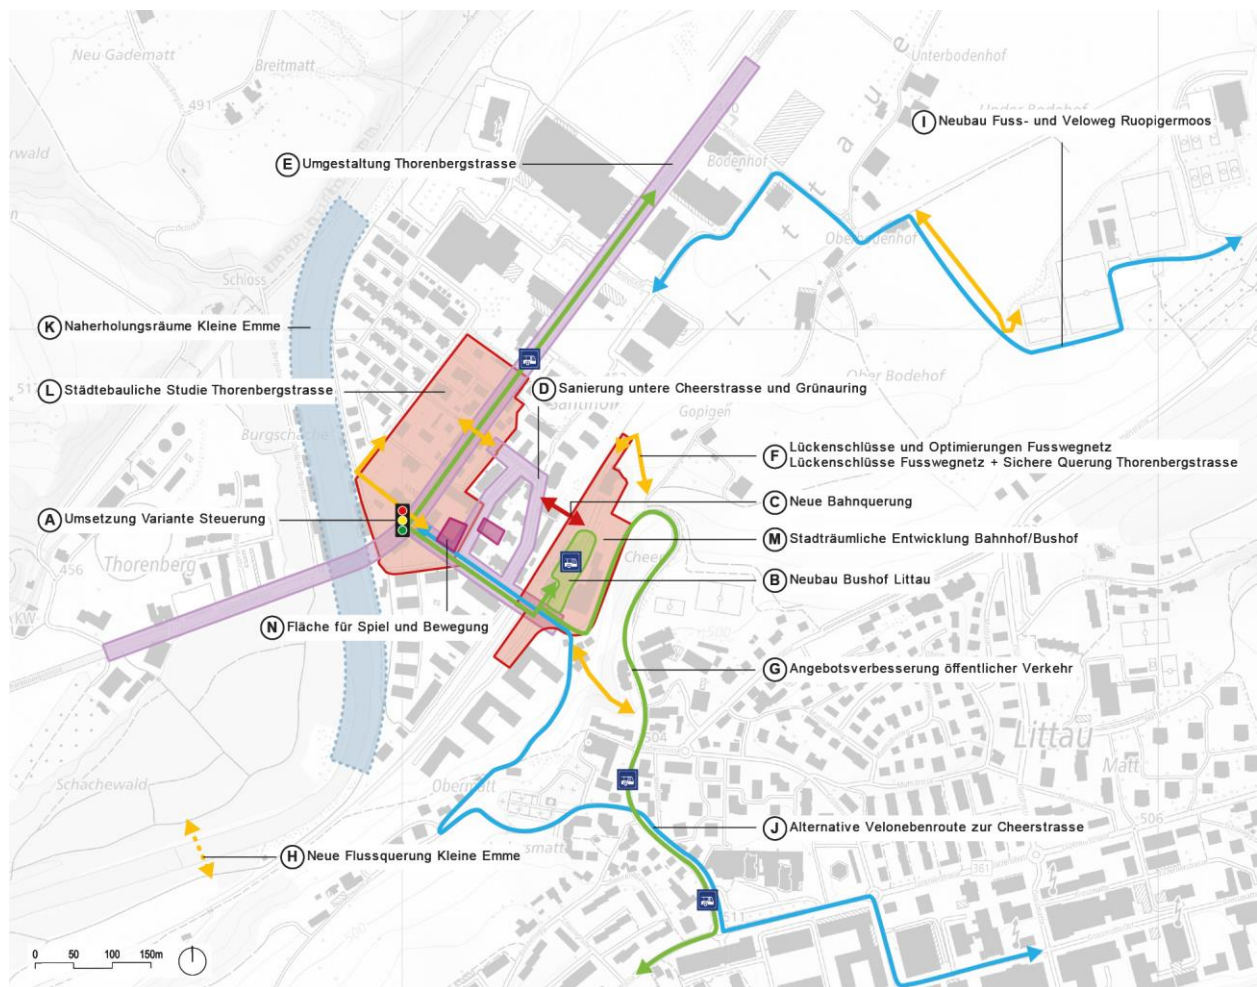 Neu Gadematt
Breitmatt
491
Unterbodenhof
I Neubau Fuss- und Veloweg Ruopigermoos
E Umgestaltung Thorenbergstrasse
Bodenhof
Littaue
Oberbodenhof
Schloss
K Naherholungsräume Kleine Emme
L Städtebauliche Studie Thorenbergstrasse
D Sanierung untere Cheerstrasse und Grünauring
Ober Bodehof
Gopigen
Burgschache
F Lückenschlüsse und Optimierungen Fusswegnetz
Lückenschlüsse Fusswegnetz + Sichere Querung Thorenbergstrasse
C Neue Bahnquerung
A Umsetzung Variante Steuerung
M Stadträumliche Entwicklung Bahnhof/Bushof
Cheer
456
Thorenberg
B Neubau Bushof Littau
KW
N Fläche für Spiel und Bewegung
G Angebotsverbesserung öffentlicher Verkehr
504
Littau
Matt
Schachewald
Obermatt
506
J Alternative Velonebenroute zur Cheerstrasse
H Neue Flussquerung Kleine Emme
361
511
0 50 100 150m